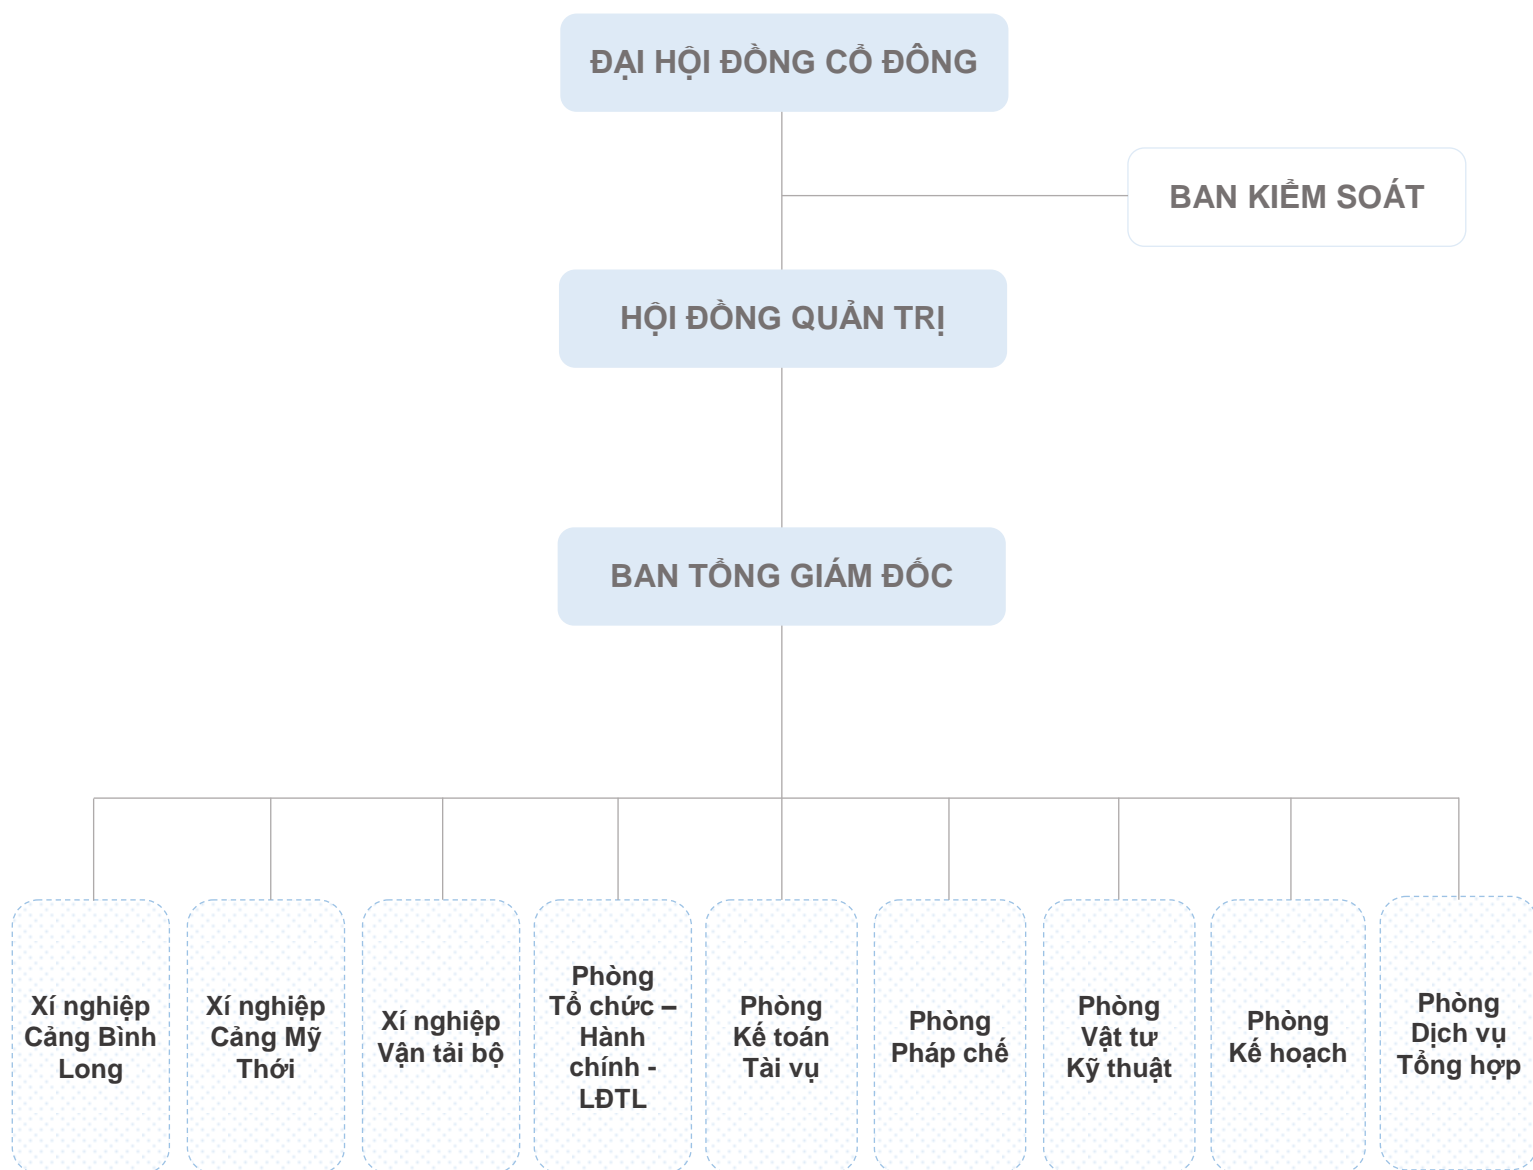 ĐẠI HỘI ĐỒNG CỔ ĐÔNG
BAN KIỂM SOÁT
HỘI ĐỒNG QUẢN TRỊ
BAN TỔNG GIÁM ĐỐC
Xí nghiệp
Cảng Bình
Long
Xí nghiệp
Cảng Mỹ
Thới
Xí nghiệp
Vận tải bộ
Phòng
Tổ chức –
Hành
chính -
LĐTL
Phòng
Kế toán
Tài vụ
Phòng
Pháp chế
Phòng
Vật tư
Kỹ thuật
Phòng
Kế hoạch
Phòng
Dịch vụ
Tổng hợp